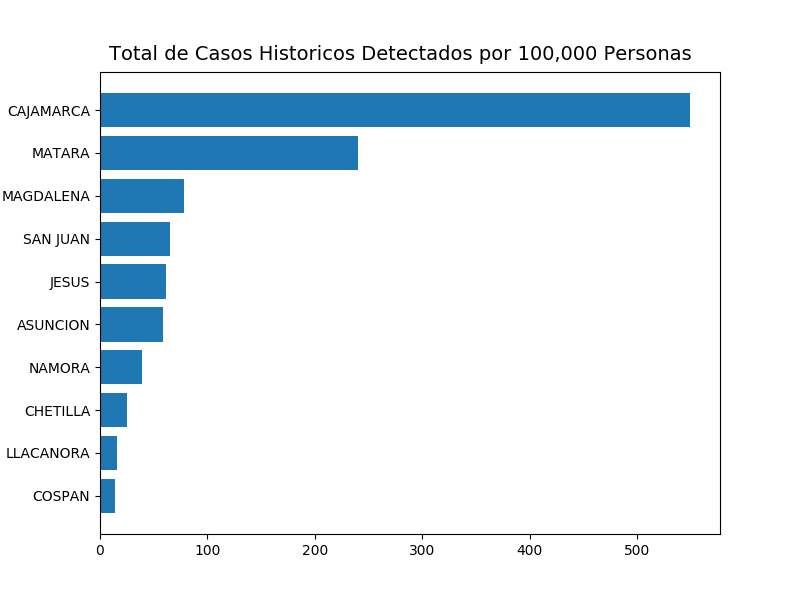 Total de Casos Historicos Detectados por 100,000 Personas
CAJAMARCA
MATARA
MAGDALENA
SAN JUAN
JESUS
ASUNCION
NAMORA
CHETILLA
LLACANORA
COSPAN
0 100 200 300 400 500